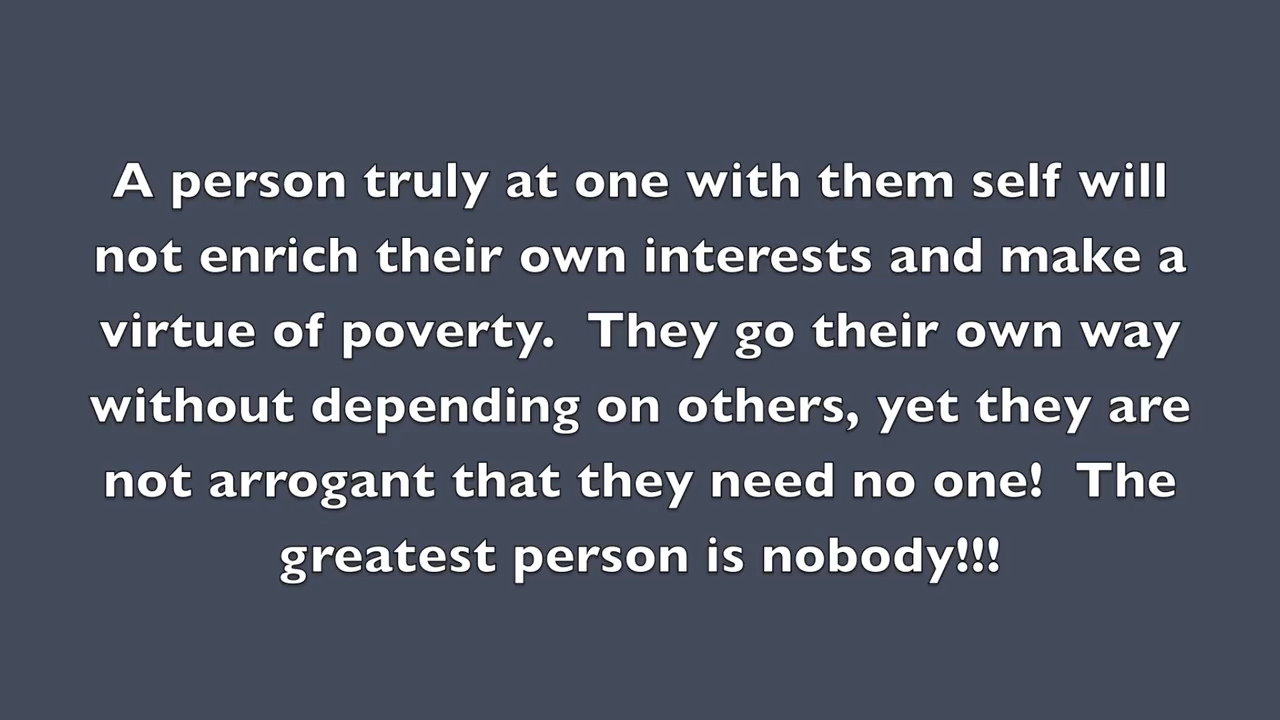 A person truly at one with them self will
not enrich their own interests and make a
virtue of poverty.  They go their own way
without depending on others, yet they are
not arrogant that they need no one!  The
greatest person is nobody!!!